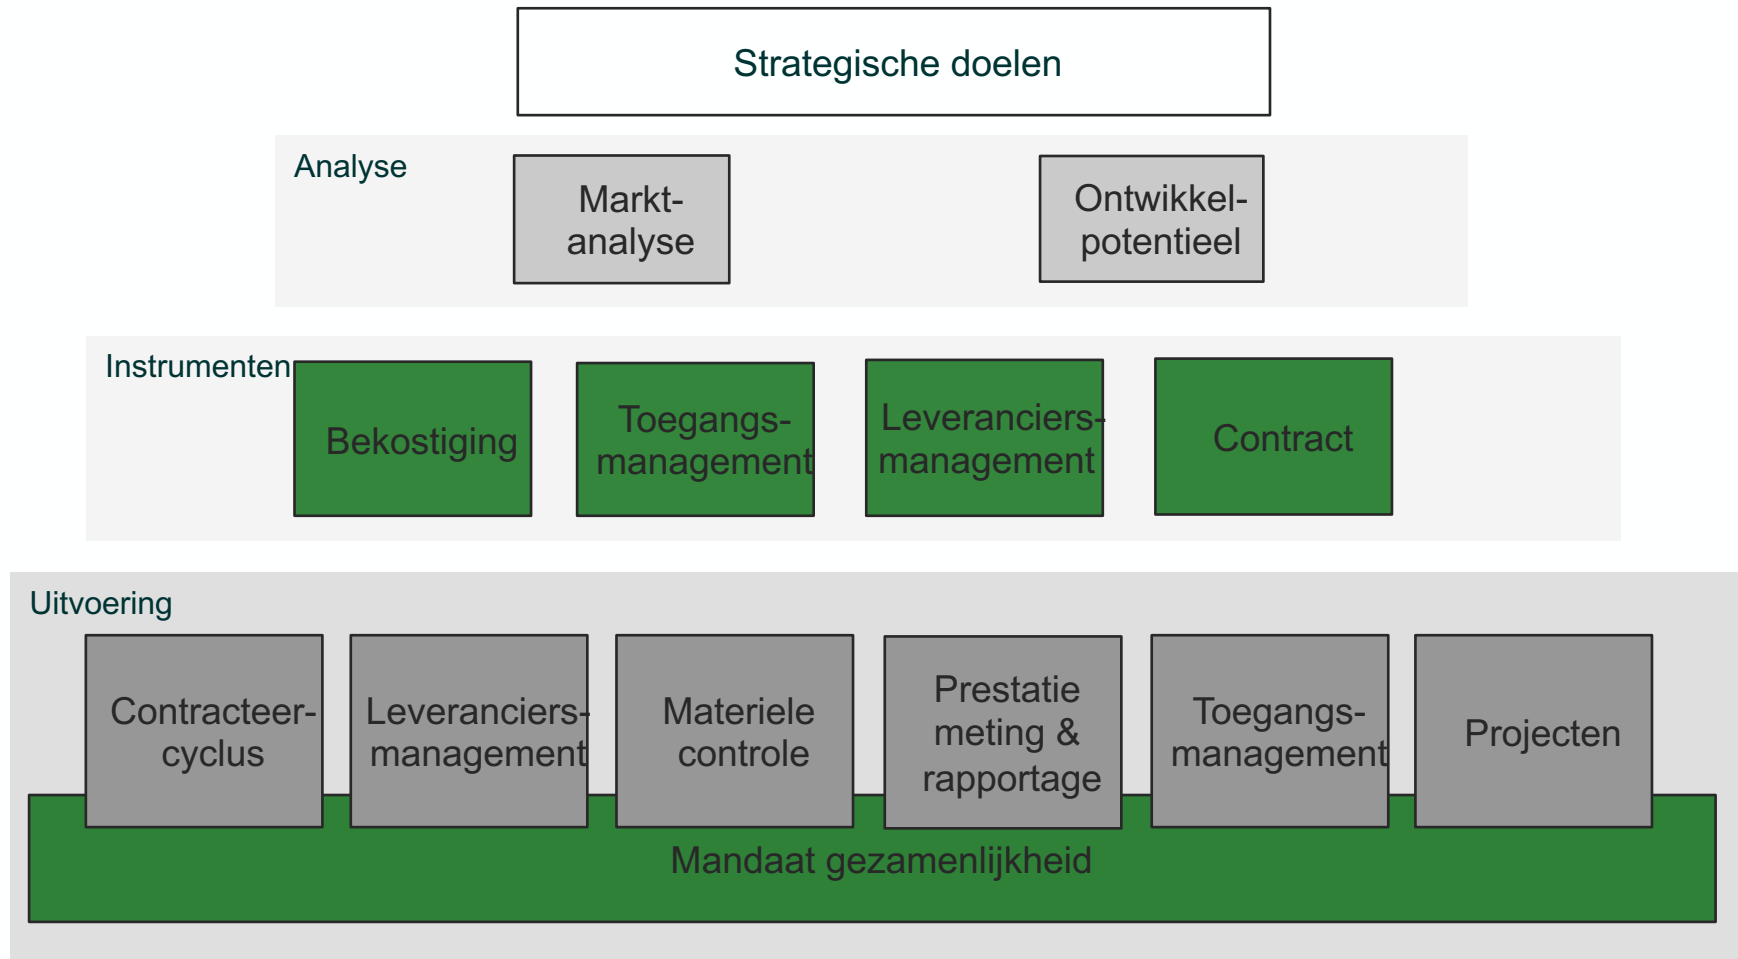 Strategische doelen
Analyse
Markt-
analyse
Ontwikkel-
potentieel
Instrumenten
Bekostiging
Toegangs-
management
Leveranciers-
management
Contract
Uitvoering
Contracteer-
cyclus
Leveranciers-
management
Materiele
controle
Prestatie
meting &
rapportage
Toegangs-
management
Projecten
Mandaat gezamenlijkheid